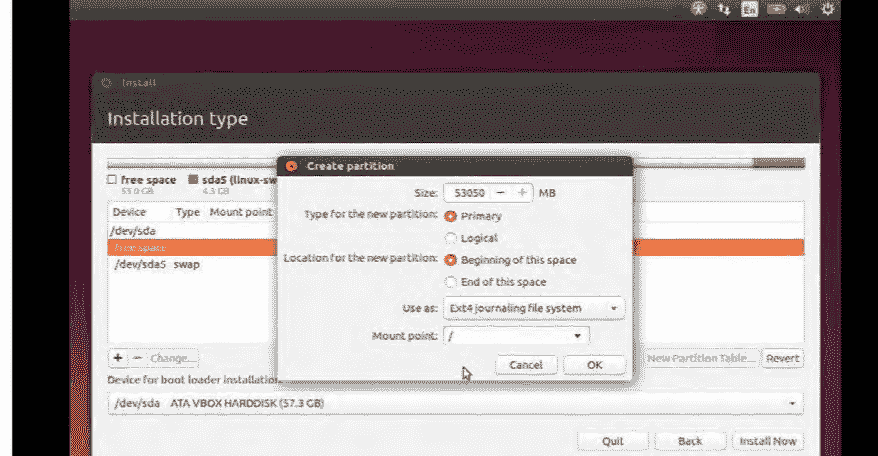 En
Install
Installation type
free space sda5 (linux-sw
53.0 GB 4.3 GB
Device Type Mount point
/dev/sda
free space
/dev/sda5 swap
+ − Change...
New Partition Table... Revert
Create partition
Size: 53050 − + MB
Type for the new partition: Primary
Logical
Location for the new partition: Beginning of this space
End of this space
Use as: Ext4 journaling file system
Mount point: /
Cancel OK
Device for boot loader installation
/dev/sda ATA VBOX HARDDISK (57.3 GB)
Quit Back Install Now